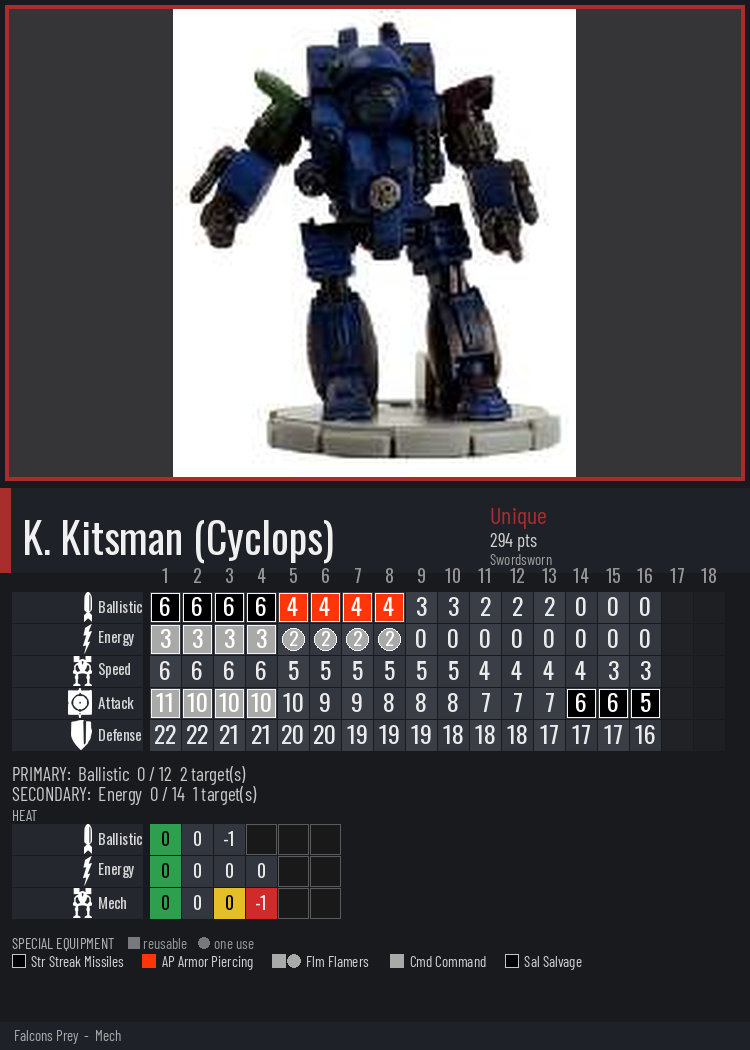 K. Kitsman (Cyclops)
Unique
294 pts
Swordsworn
1 2 3 4 5 6 7 8 9 10 11 12 13 14 15 16 17 18
Ballistic 6 6 6 6 4 4 4 4 3 3 2 2 2 0 0 0
Energy 3 3 3 3 2 2 2 2 0 0 0 0 0 0 0 0
Speed 6 6 6 6 5 5 5 5 5 5 4 4 4 4 3 3
Attack 11 10 10 10 10 9 9 8 8 8 7 7 7 6 6 5
Defense 22 22 21 21 20 20 19 19 19 18 18 18 17 17 17 16
PRIMARY: Ballistic 0 / 12 2 target(s)
SECONDARY: Energy 0 / 14 1 target(s)
HEAT
Ballistic 0 0 -1
Energy 0 0 0 0
Mech 0 0 0 -1
SPECIAL EQUIPMENT reusable one use
Str Streak Missiles AP Armor Piercing Flm Flamers Cmd Command Sal Salvage
Falcons Prey - Mech